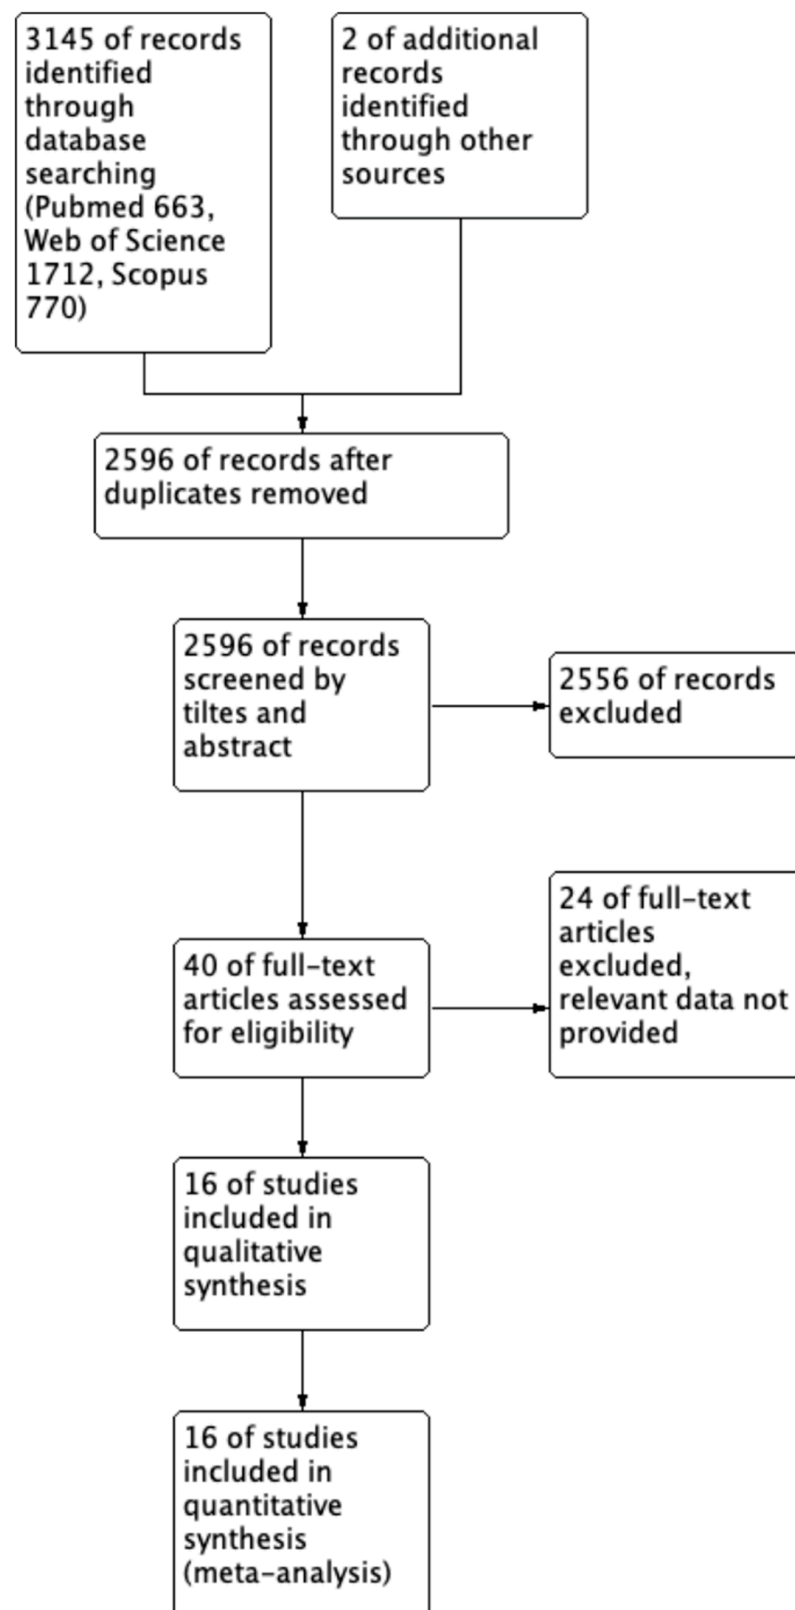 3145 of records
identified
through
database
searching
(Pubmed 663,
Web of Science
1712, Scopus
770)
2 of additional
records
identified
through other
sources
2596 of records after
duplicates removed
2596 of records
screened by
tiltes and
abstract
2556 of records
excluded
40 of full-text
articles assessed
for eligibility
24 of full-text
articles
excluded,
relevant data not
provided
16 of studies
included in
qualitative
synthesis
16 of studies
included in
quantitative
synthesis
(meta-analysis)